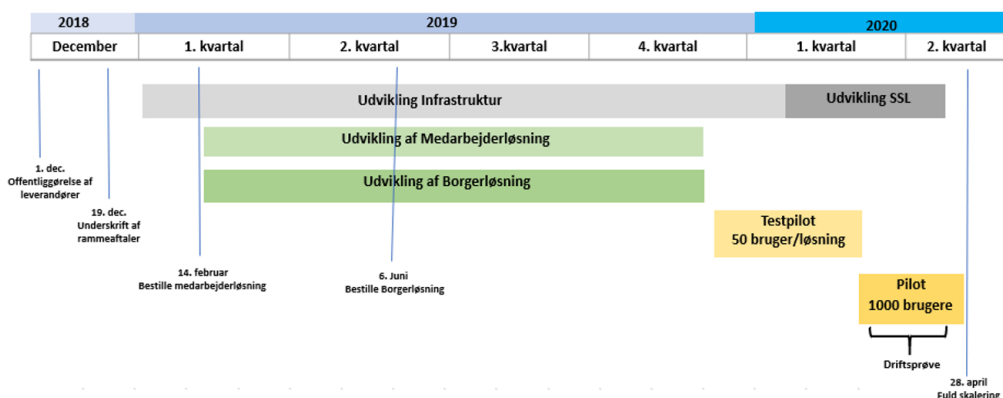 2018
2019
2020
December
1. kvartal
2. kvartal
3.kvartal
4. kvartal
1. kvartal
2. kvartal
Udvikling Infrastruktur
Udvikling SSL
Udvikling af Medarbejderløsning
Udvikling af Borgerløsning
1. dec.
Offentliggørelse af
leverandører
19. dec.
Underskrift af
rammeaftaler
14. februar
Bestille medarbejderløsning
6. Juni
Bestille Borgerløsning
Testpilot
50 bruger/løsning
Pilot
1000 brugere
Driftsprøve
28. april
Fuld skalering